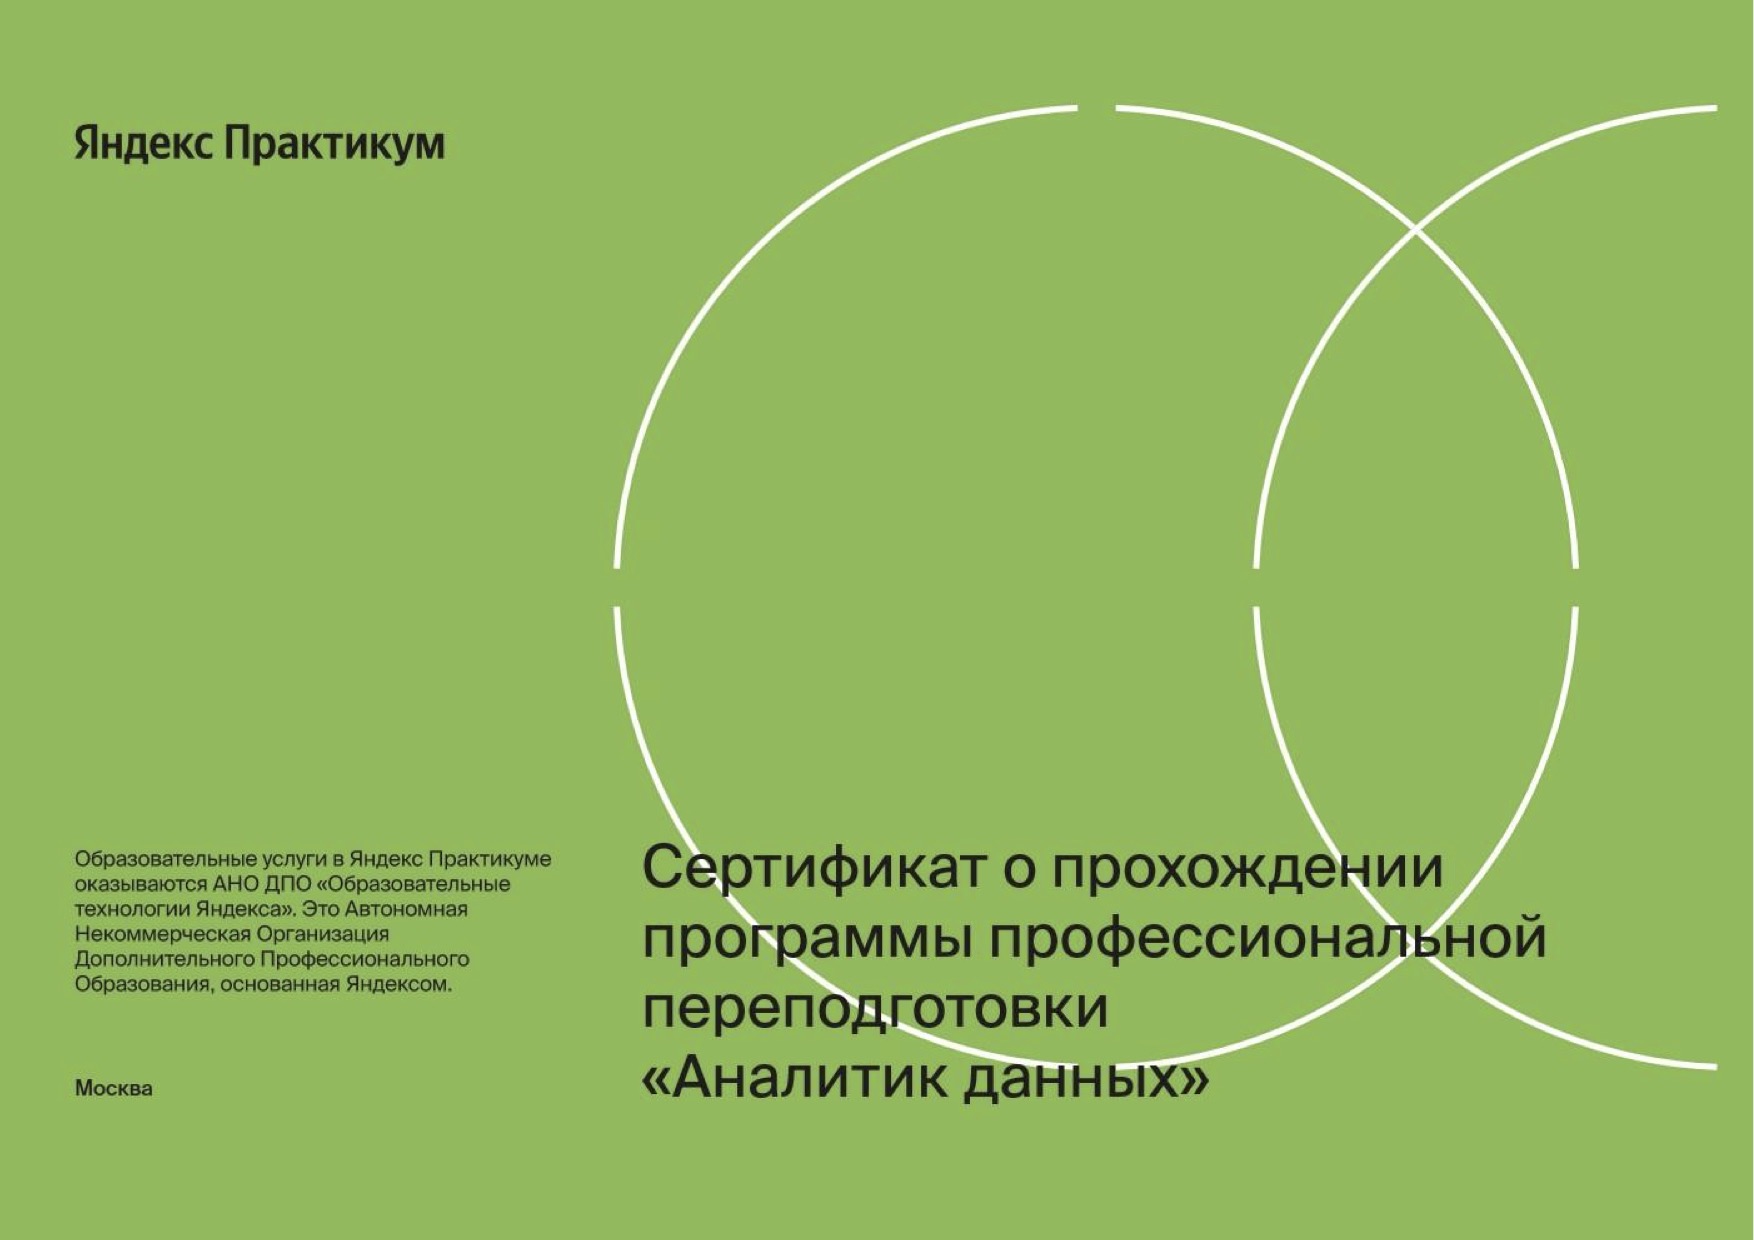 Яндекс Практикум
Образовательные услуги в Яндекс Практикуме
оказываются АНО ДПО «Образовательные
технологии Яндекса». Это Автономная
Некоммерческая Организация
Дополнительного Профессионального
Образования, основанная Яндексом.
Москва
Сертификат о прохождении
программы профессиональной
переподготовки
«Аналитик данных»